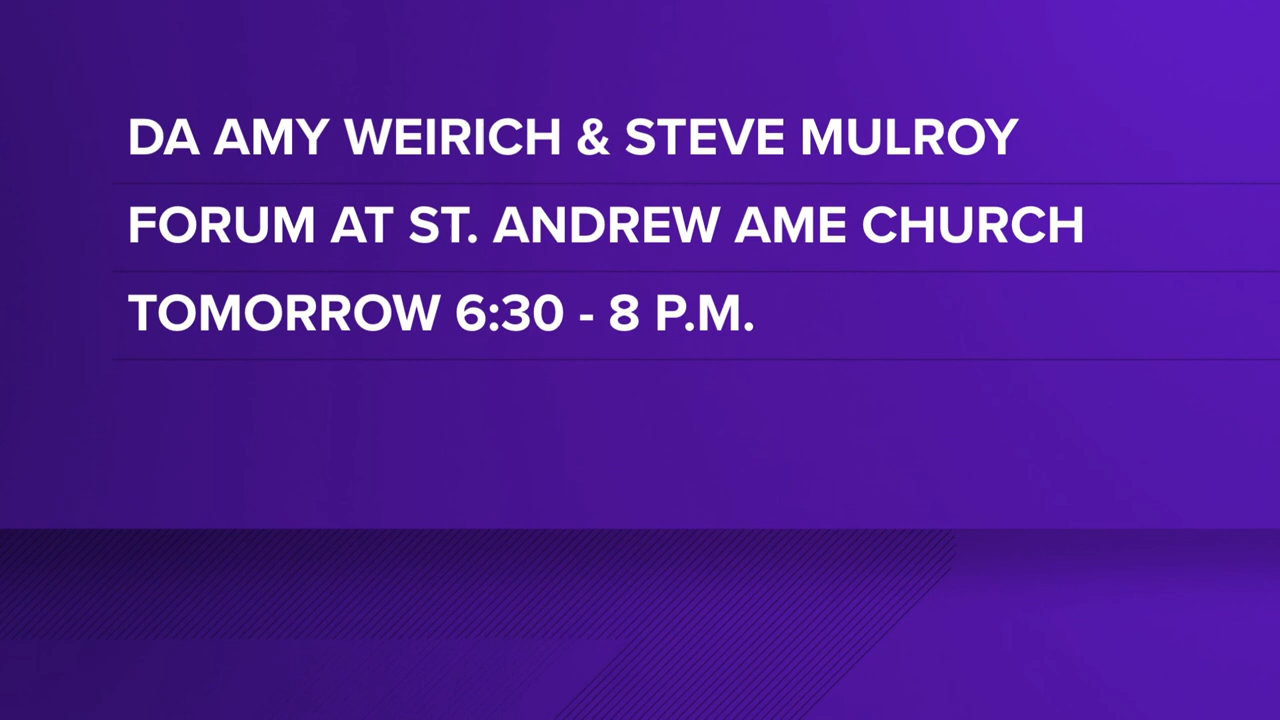 DA AMY WEIRICH & STEVE MULROY
FORUM AT ST. ANDREW AME CHURCH
TOMORROW 6:30 - 8 P.M.